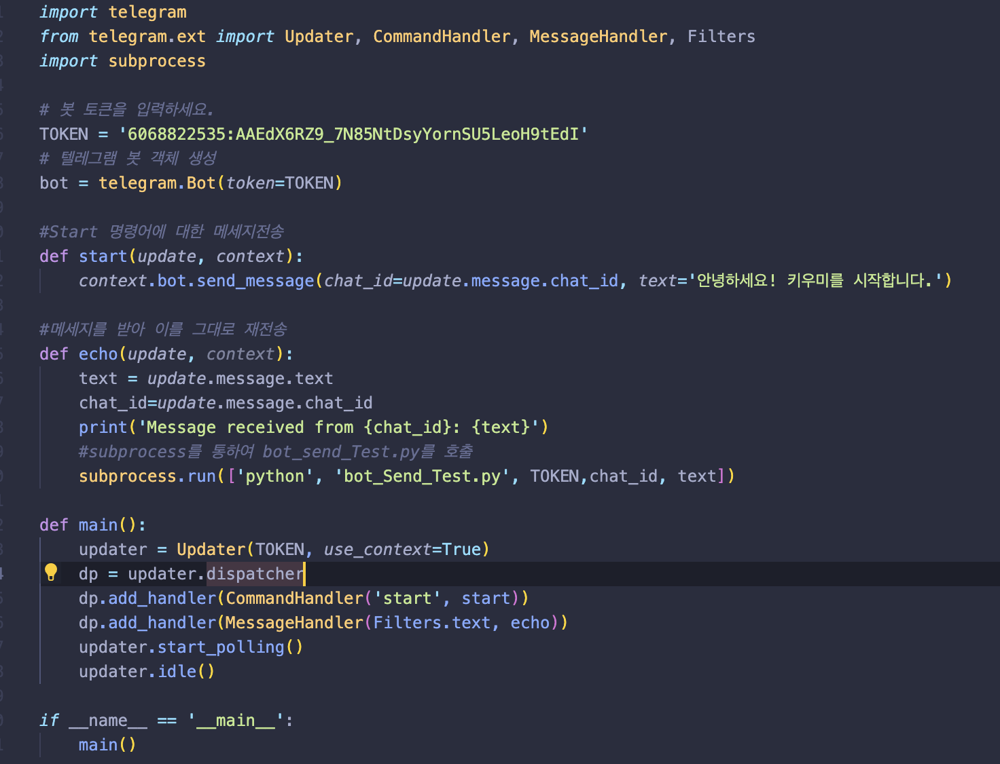 import telegram
from telegram.ext import Updater, CommandHandler, MessageHandler, Filters
import subprocess
# 봇 토큰을 입력하세요.
TOKEN = '6068822535:AAEdX6RZ9_7N85NtDsyYornSU5LeoH9tEdI'
# 텔레그램 봇 객체 생성
bot = telegram.Bot(token=TOKEN)
#Start 명령어에 대한 메세지전송
def start(update, context):
    context.bot.send_message(chat_id=update.message.chat_id, text='안녕하세요! 키우미를 시작합니다.')
#메세지를 받아 이를 그대로 재전송
def echo(update, context):
    text = update.message.text
    chat_id=update.message.chat_id
    print('Message received from {chat_id}: {text}')
    #subprocess를 통하여 bot_send_Test.py를 호출
    subprocess.run(['python', 'bot_Send_Test.py', TOKEN,chat_id, text])
def main():
    updater = Updater(TOKEN, use_context=True)
    dp = updater.dispatcher
    dp.add_handler(CommandHandler('start', start))
    dp.add_handler(MessageHandler(Filters.text, echo))
    updater.start_polling()
    updater.idle()
if __name__ == '__main__':
    main()